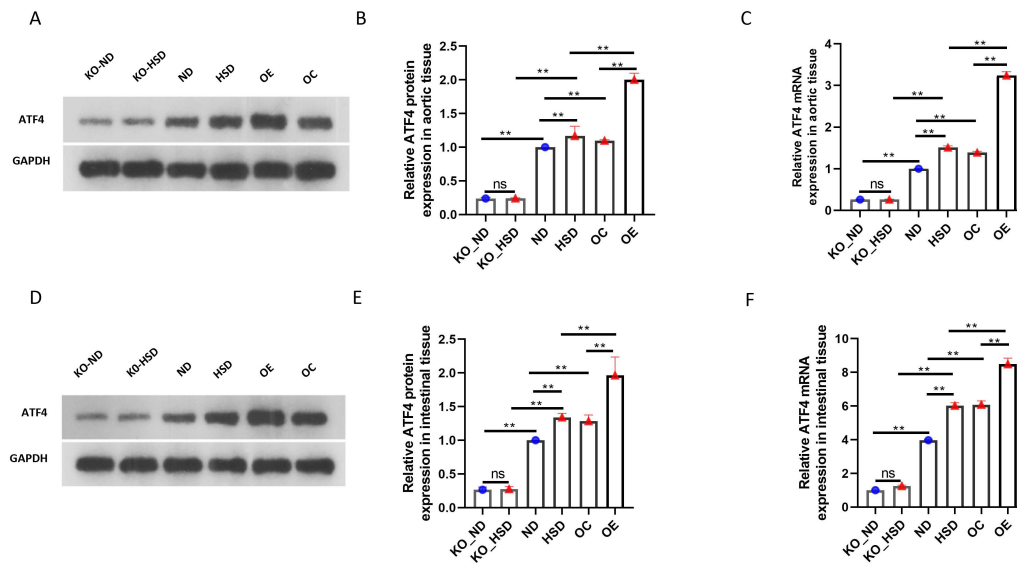 A
KO-ND
KO-HSD
ND
HSD
OE
OC
ATF4
GAPDH
B
Relative ATF4 protein
expression in aortic tissue
2.5
2.0
1.5
1.0
0.5
0.0
**
**
**
**
**
**
ns
KO_ND
KO_HSD
ND
HSD
OC
OE
C
Relative ATF4 mRNA
expression in aortic tissue
4
3
2
1
0
**
**
**
**
**
**
ns
KO_ND
KO_HSD
ND
HSD
OC
OE
D
KO-ND
K0-HSD
ND
HSD
OE
OC
ATF4
GAPDH
E
Relative ATF4 protein
expression in intestinal tissue
2.5
2.0
1.5
1.0
0.5
0.0
**
**
**
**
**
**
ns
KO_ND
KO_HSD
ND
HSD
OC
OE
F
Relative ATF4 mRNA
expression in intestinal tissue
10
8
6
4
2
0
**
**
**
**
**
**
ns
KO_ND
KO_HSD
ND
HSD
OC
OE